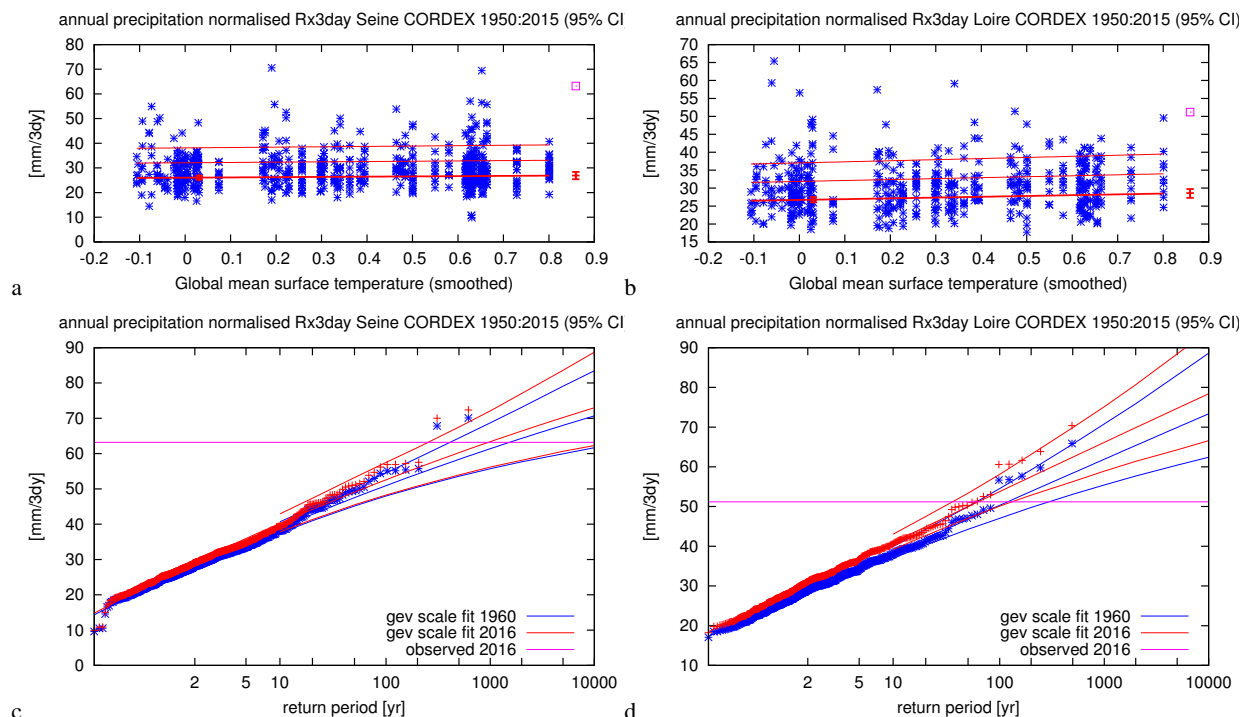 annual precipitation normalised Rx3day Seine CORDEX 1950:2015 (95% CI
80
70
60
50
40
30
20
10
0
[mm/3dy]
-0.2 -0.1 0 0.1 0.2 0.3 0.4 0.5 0.6 0.7 0.8 0.9
Global mean surface temperature (smoothed)
a
annual precipitation normalised Rx3day Loire CORDEX 1950:2015 (95% CI
70
65
60
55
50
45
40
35
30
25
20
15
[mm/3dy]
-0.2 -0.1 0 0.1 0.2 0.3 0.4 0.5 0.6 0.7 0.8 0.9
Global mean surface temperature (smoothed)
b
annual precipitation normalised Rx3day Seine CORDEX 1950:2015 (95% CI
90
80
70
60
50
40
30
20
10
0
[mm/3dy]
gev scale fit 1960
gev scale fit 2016
observed 2016
2 5 10 100 1000 10000
return period [yr]
c
annual precipitation normalised Rx3day Loire CORDEX 1950:2015 (95% CI
90
80
70
60
50
40
30
20
10
[mm/3dy]
gev scale fit 1960
gev scale fit 2016
observed 2016
2 5 10 100 1000 10000
return period [yr]
d